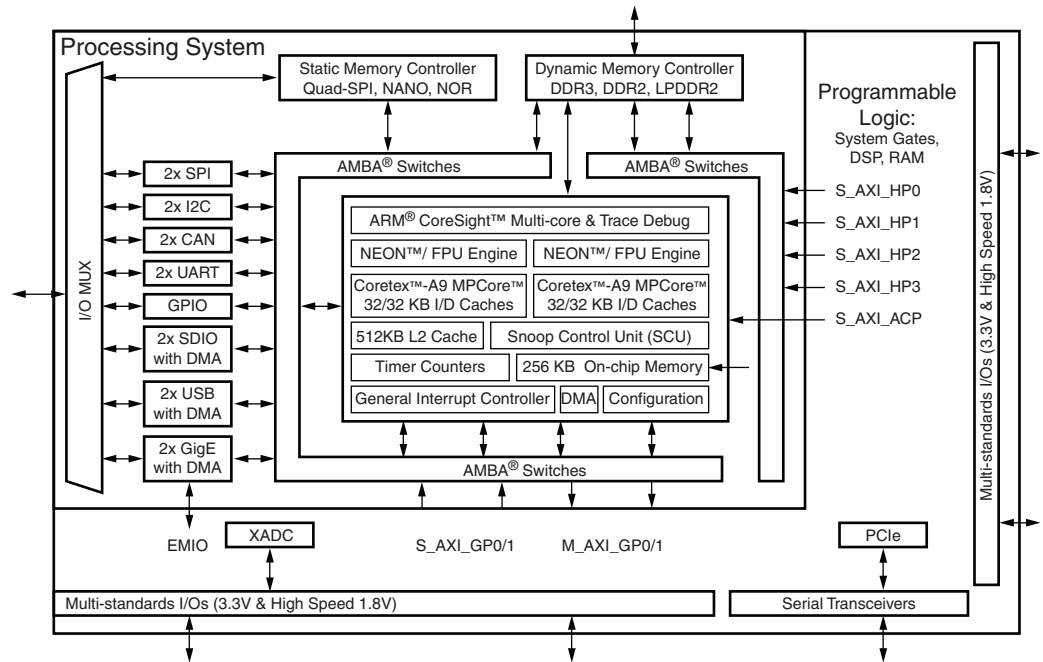 Processing System
Static Memory Controller
Quad-SPI, NANO, NOR
Dynamic Memory Controller
DDR3, DDR2, LPDDR2
Programmable
Logic:
System Gates,
DSP, RAM
AMBA® Switches
AMBA® Switches
I/O MUX
2x SPI
2x I2C
2x CAN
2x UART
GPIO
2x SDIO
with DMA
2x USB
with DMA
2x GigE
with DMA
ARM® CoreSight™ Multi-core & Trace Debug
NEON™/ FPU Engine
NEON™/ FPU Engine
Coretex™-A9 MPCore™
32/32 KB I/D Caches
Coretex™-A9 MPCore™
32/32 KB I/D Caches
512KB L2 Cache
Snoop Control Unit (SCU)
Timer Counters
256 KB On-chip Memory
General Interrupt Controller
DMA
Configuration
AMBA® Switches
S_AXI_HP0
S_AXI_HP1
S_AXI_HP2
S_AXI_HP3
S_AXI_ACP
Multi-standards I/Os (3.3V & High Speed 1.8V)
EMIO
XADC
S_AXI_GP0/1
M_AXI_GP0/1
PCIe
Multi-standards I/Os (3.3V & High Speed 1.8V)
Serial Transceivers